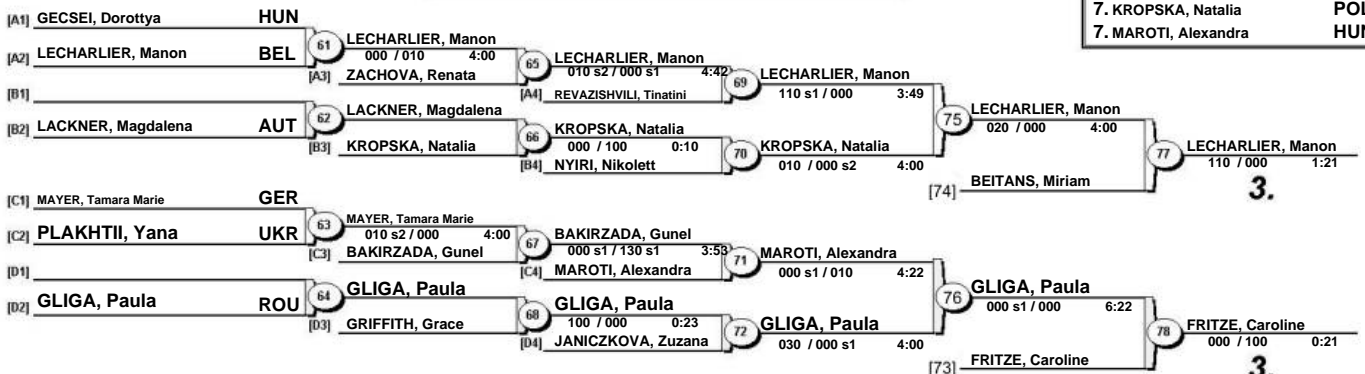 7. KROPSKA, Natalia POL
7. MAROTI, Alexandra HUN
[A1] GECSEI, Dorottya HUN
[A2] LECHARLIER, Manon BEL
61
LECHARLIER, Manon
000 / 010 4:00
[A3] ZACHOVA, Renata
65
LECHARLIER, Manon
010 s2 / 000 s1 4:42
[A4] REVAZISHVILI, Tinatini
69
LECHARLIER, Manon
110 s1 / 000 3:49
[B1]
[B2] LACKNER, Magdalena AUT
62
LACKNER, Magdalena
[B3] KROPSKA, Natalia
66
KROPSKA, Natalia
000 / 100 0:10
[B4] NYIRI, Nikolett
70
KROPSKA, Natalia
010 / 000 s2 4:00
75
LECHARLIER, Manon
020 / 000 4:00
[74] BEITANS, Miriam
77
LECHARLIER, Manon
110 / 000 1:21
3.
[C1] MAYER, Tamara Marie GER
[C2] PLAKHTII, Yana UKR
63
MAYER, Tamara Marie
010 s2 / 000 4:00
[C3] BAKIRZADA, Gunel
67
BAKIRZADA, Gunel
000 s1 / 130 s1 3:53
[C4] MAROTI, Alexandra
71
MAROTI, Alexandra
000 s1 / 010 4:22
[D1]
[D2] GLIGA, Paula ROU
64
GLIGA, Paula
[D3] GRIFFITH, Grace
68
GLIGA, Paula
100 / 000 0:23
[D4] JANICZKOVA, Zuzana
72
GLIGA, Paula
030 / 000 s1 4:00
76
GLIGA, Paula
000 s1 / 000 6:22
[73] FRITZE, Caroline
78
FRITZE, Caroline
000 / 100 0:21
3.